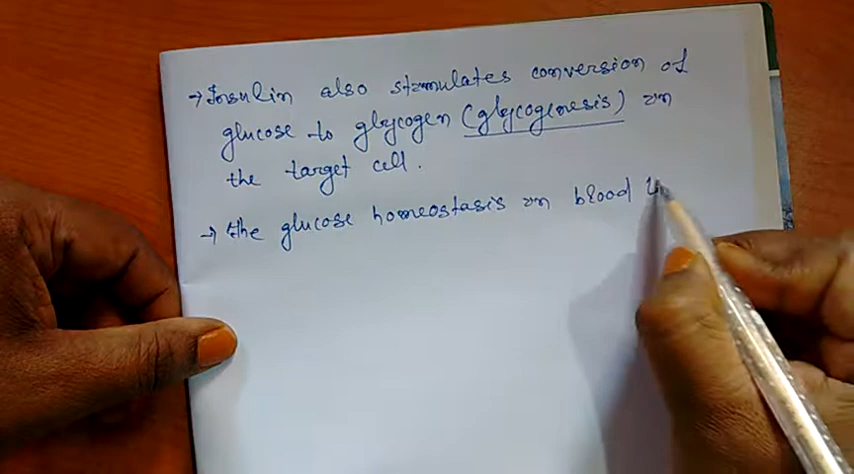 → Insulin also stimulates conversion of
glucose to glycogen (glycogenesis) in
the target cell.
→ the glucose homeostasis in blood